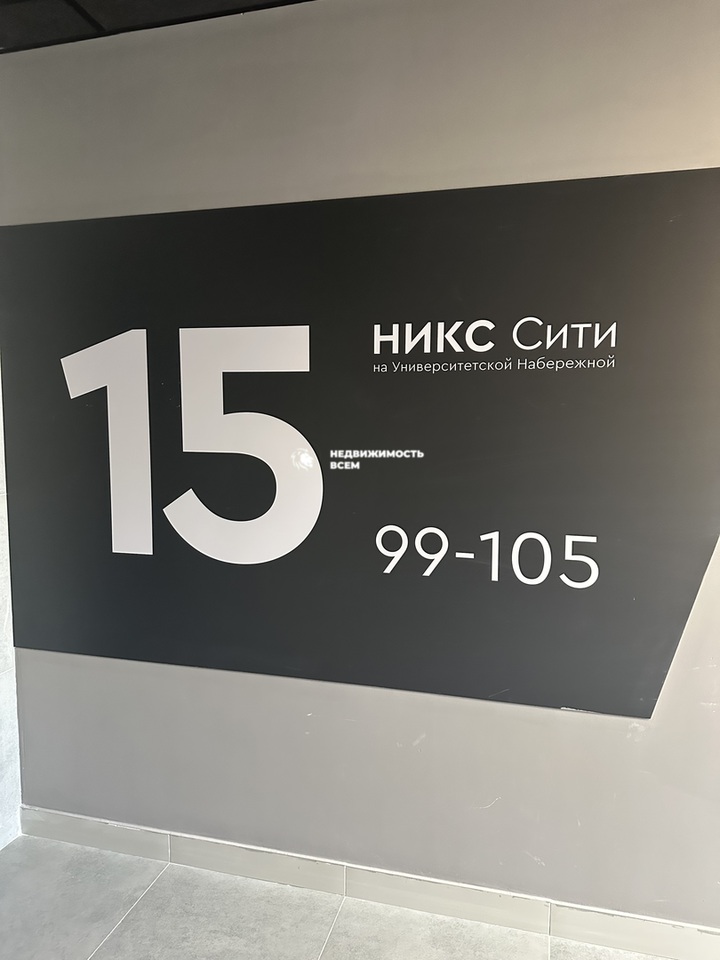 15
НИКС Сити
на Университетской Набережной
НЕДВИЖИМОСТЬ
ВСЕМ
99-105